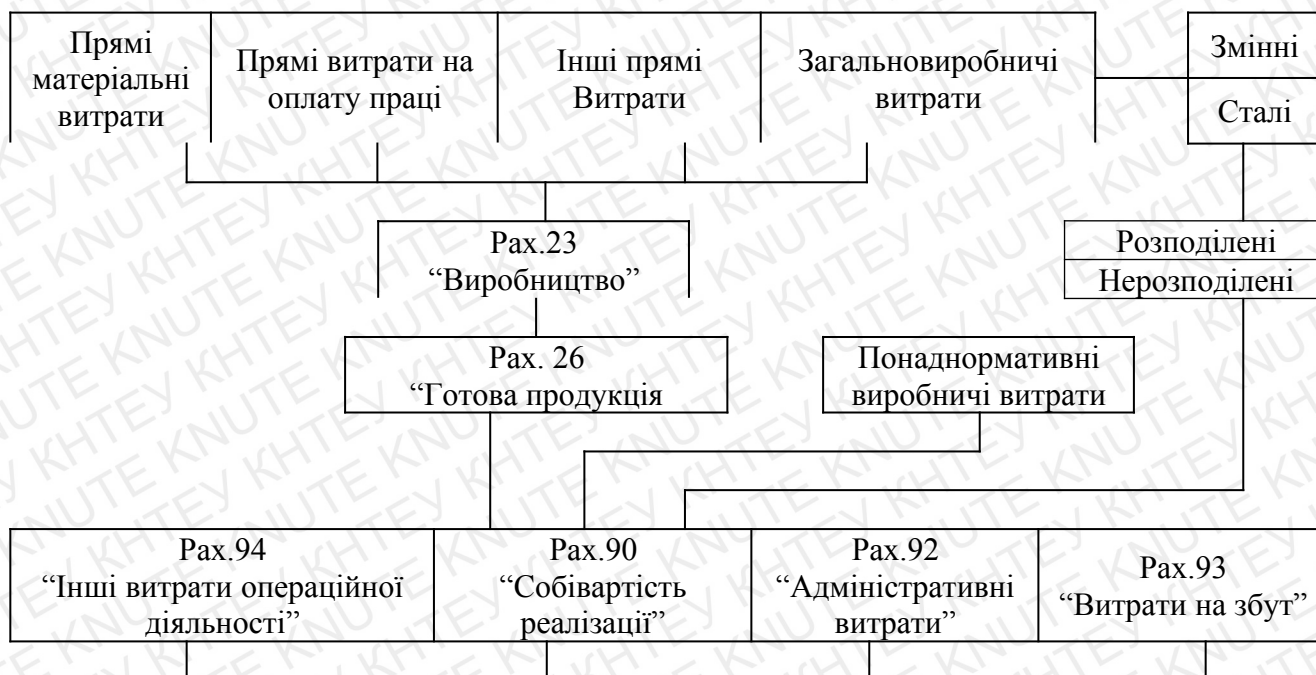 Прямі
матеріальні
витрати
Прямі витрати на
оплату праці
Інші прямі
Витрати
Загальновиробничі
витрати
Змінні
Сталі
Рах.23
“Виробництво”
Розподілені
Нерозподілені
Рах. 26
“Готова продукція
Понаднормативні
виробничі витрати
Рах.94
“Інші витрати операційної
діяльності”
Рах.90
“Собівартість
реалізації”
Рах.92
“Адміністративні
витрати”
Рах.93
“Витрати на збут”